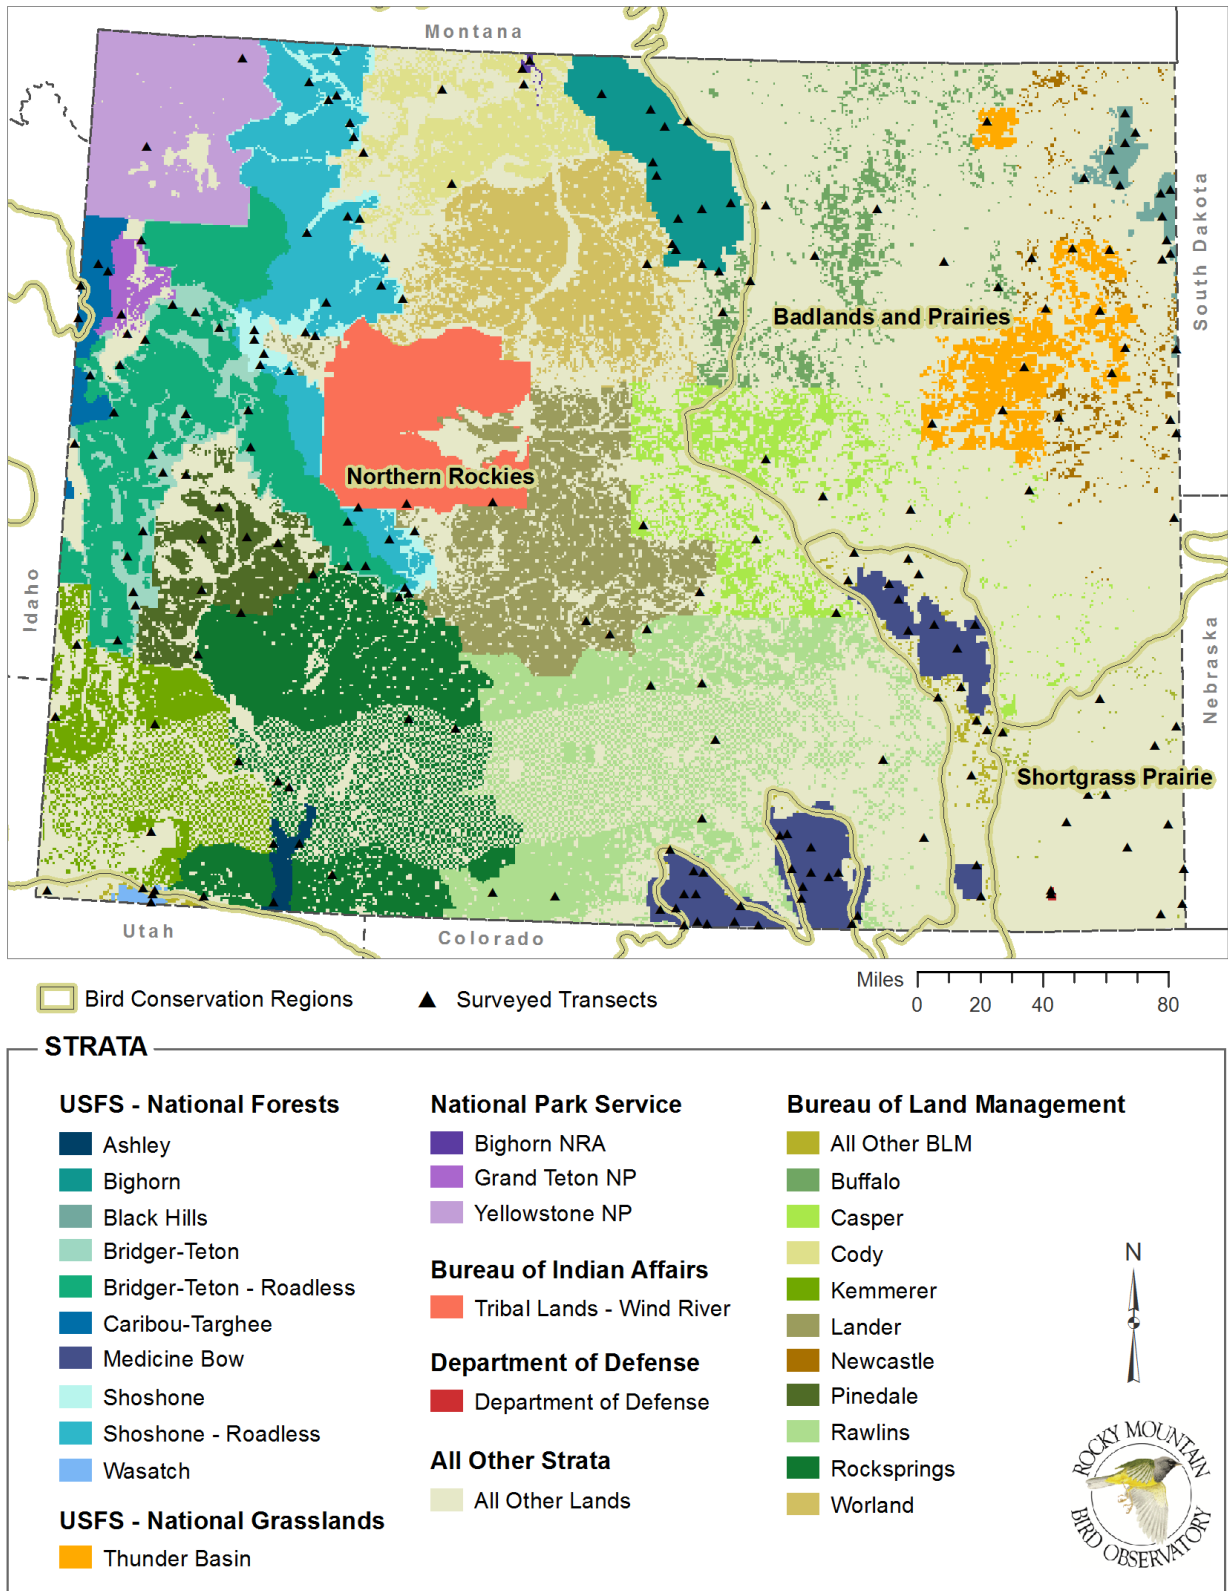 Montana
South Dakota
Badlands and Prairies
Northern Rockies
Idaho
Nebraska
Shortgrass Prairie
Utah
Colorado
Bird Conservation Regions
Surveyed Transects
Miles
0 20 40 80
STRATA
USFS - National Forests
Ashley
Bighorn
Black Hills
Bridger-Teton
Bridger-Teton - Roadless
Caribou-Targhee
Medicine Bow
Shoshone
Shoshone - Roadless
Wasatch
USFS - National Grasslands
Thunder Basin
National Park Service
Bighorn NRA
Grand Teton NP
Yellowstone NP
Bureau of Indian Affairs
Tribal Lands - Wind River
Department of Defense
Department of Defense
All Other Strata
All Other Lands
Bureau of Land Management
All Other BLM
Buffalo
Casper
Cody
Kemmerer
Lander
Newcastle
Pinedale
Rawlins
Rocksprings
Worland
N
ROCKY MOUNTAIN
BIRD OBSERVATORY